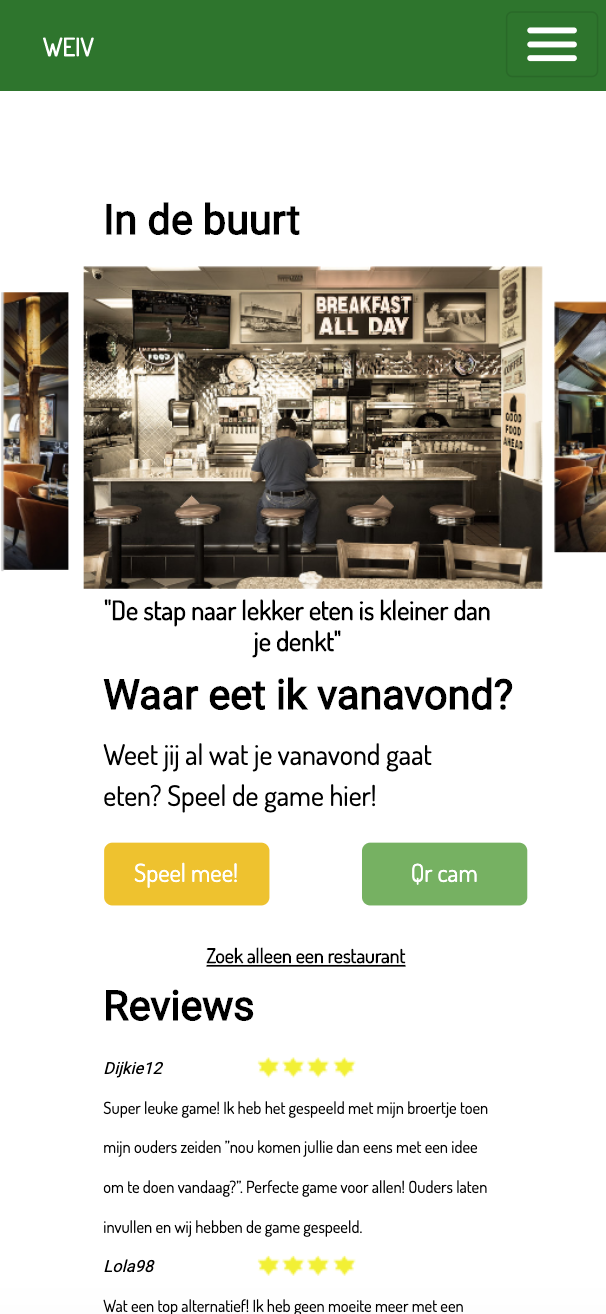 WEIV
In de buurt
BREAKFAST
ALL DAY
FOOD
COFFEE
GOOD
FOOD
AHEAD
"De stap naar lekker eten is kleiner dan
je denkt"
Waar eet ik vanavond?
Weet jij al wat je vanavond gaat
eten? Speel de game hier!
Speel mee!
Qr cam
Zoek alleen een restaurant
Reviews
Dijkie12
Super leuke game! Ik heb het gespeeld met mijn broertje toen
mijn ouders zeiden ”nou komen jullie dan eens met een idee
om te doen vandaag?”. Perfecte game voor allen! Ouders laten
invullen en wij hebben de game gespeeld.
Lola98
Wat een top alternatief! Ik heb geen moeite meer met een